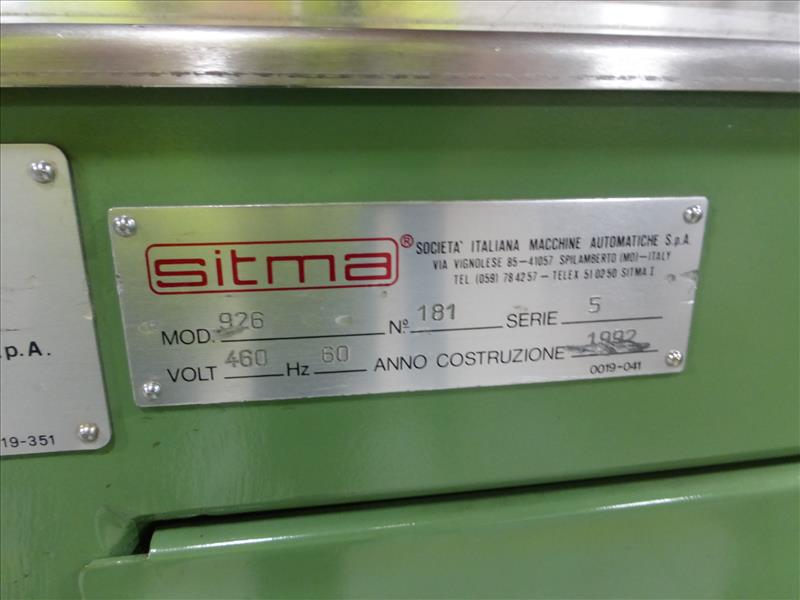 sitma®
SOCIETA' ITALIANA MACCHINE AUTOMATICHE S.p.A.
VIA VIGNOLESE 85-41057 SPILAMBERTO (MO)-ITALY
TEL. (059) 784257 - TELEX 510250 SITMA I
MOD. 926 N° 181 SERIE 5
VOLT 460 Hz 60 ANNO COSTRUZIONE 1992
0019-041
.p.A.
19-351